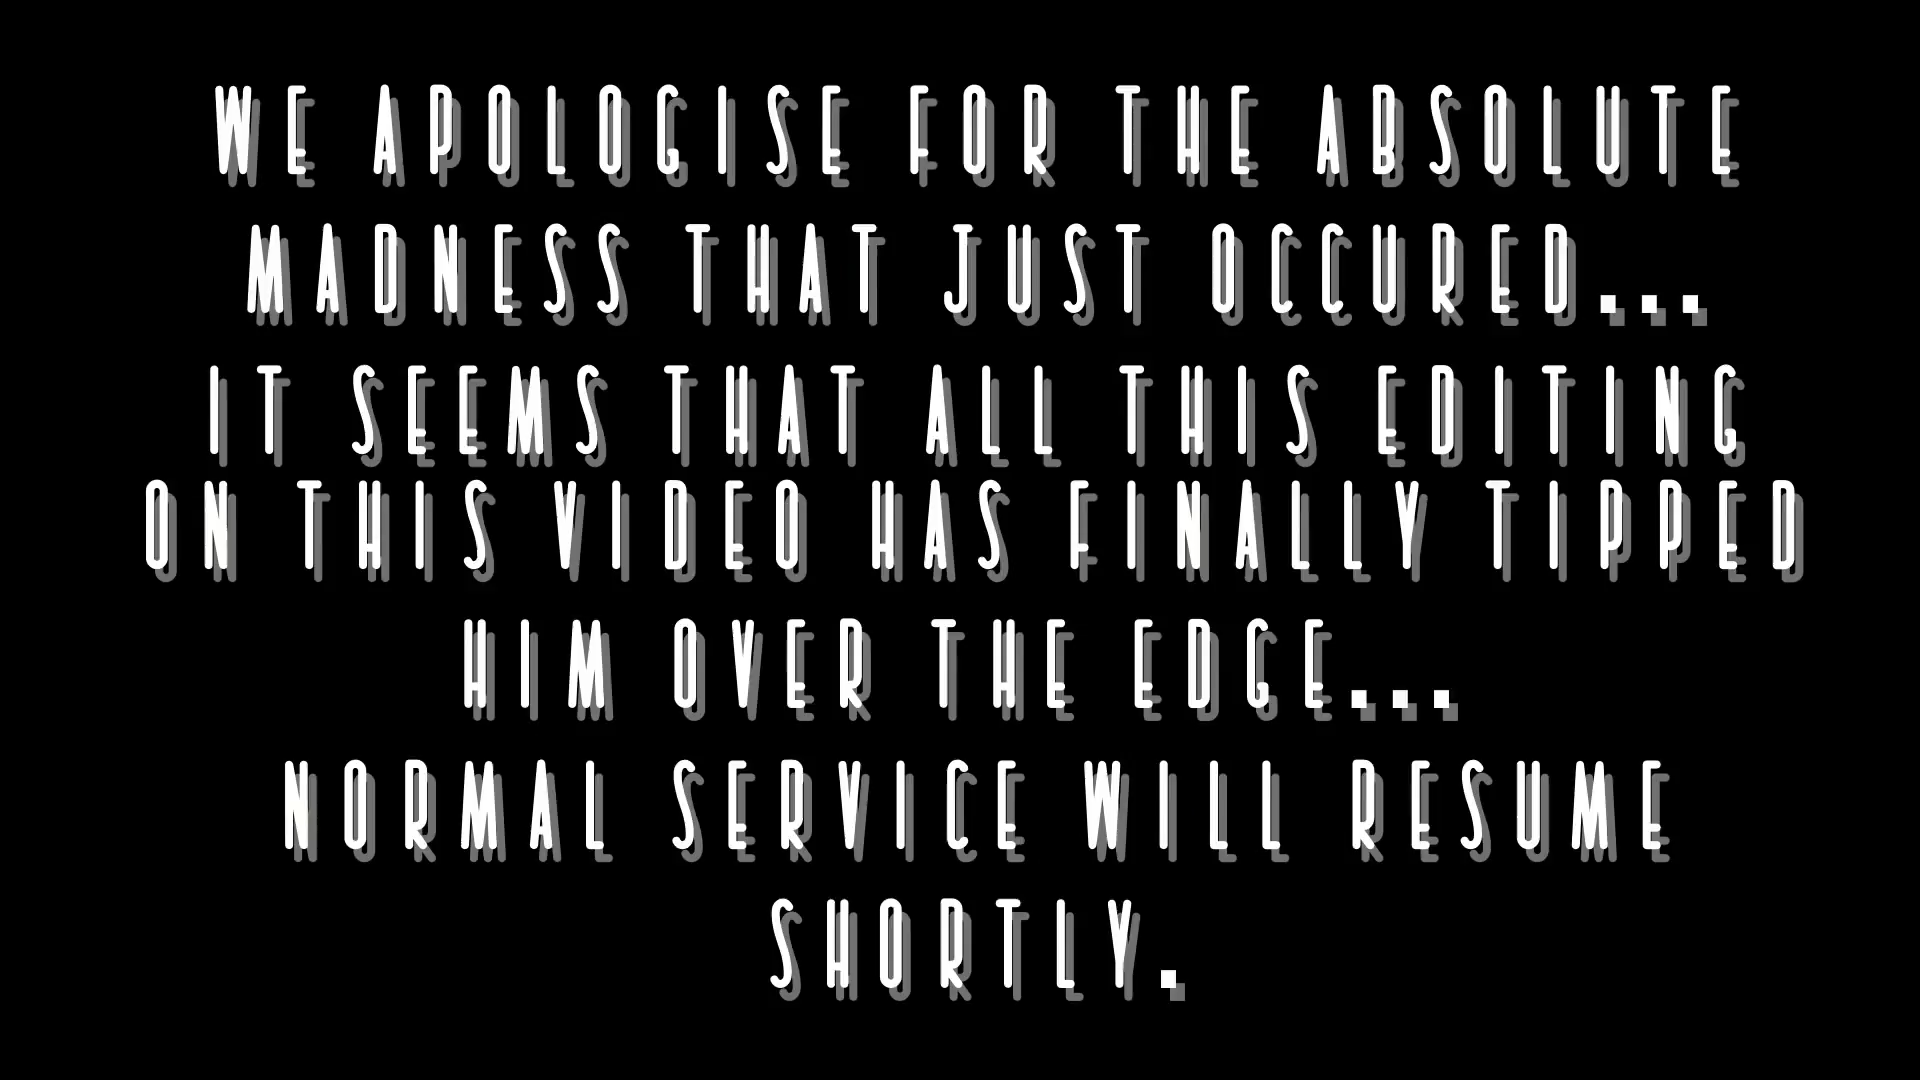 WE APOLOGISE FOR THE ABSOLUTE
MADNESS THAT JUST OCCURED...
IT SEEMS THAT ALL THIS EDITING
ON THIS VIDEO HAS FINALLY TIPPED
HIM OVER THE EDGE...
NORMAL SERVICE WILL RESUME
SHORTLY.